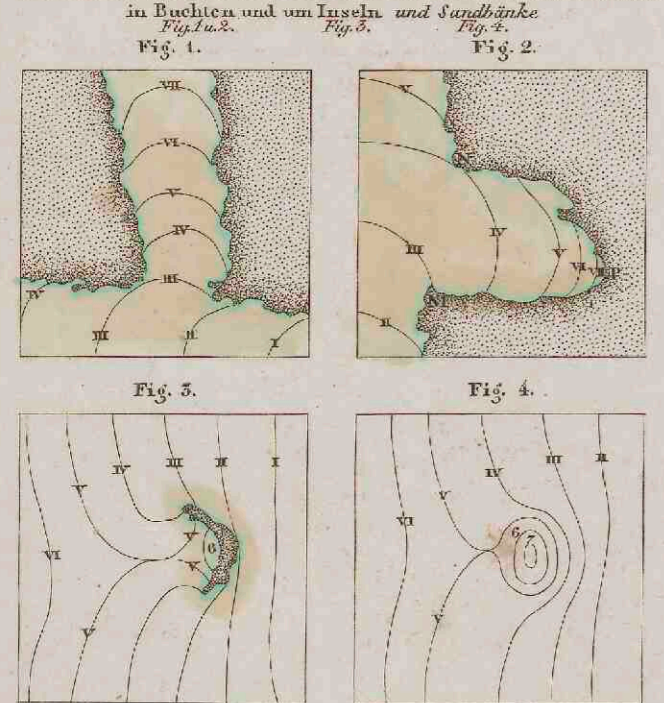 in Buchten und um Inseln und Sandbänke
Fig. 1 u. 2. Fig. 3. Fig. 4.
Fig. 1. Fig. 2.
VII
VI
V
IV
III
IV
III
II
I
V
N
IV
III
V
VI
VII
P
M
II
Fig. 3. Fig. 4.
I
II
III
IV
V
V
6
V
VI
V
II
III
IV
V
6
7
VI
V